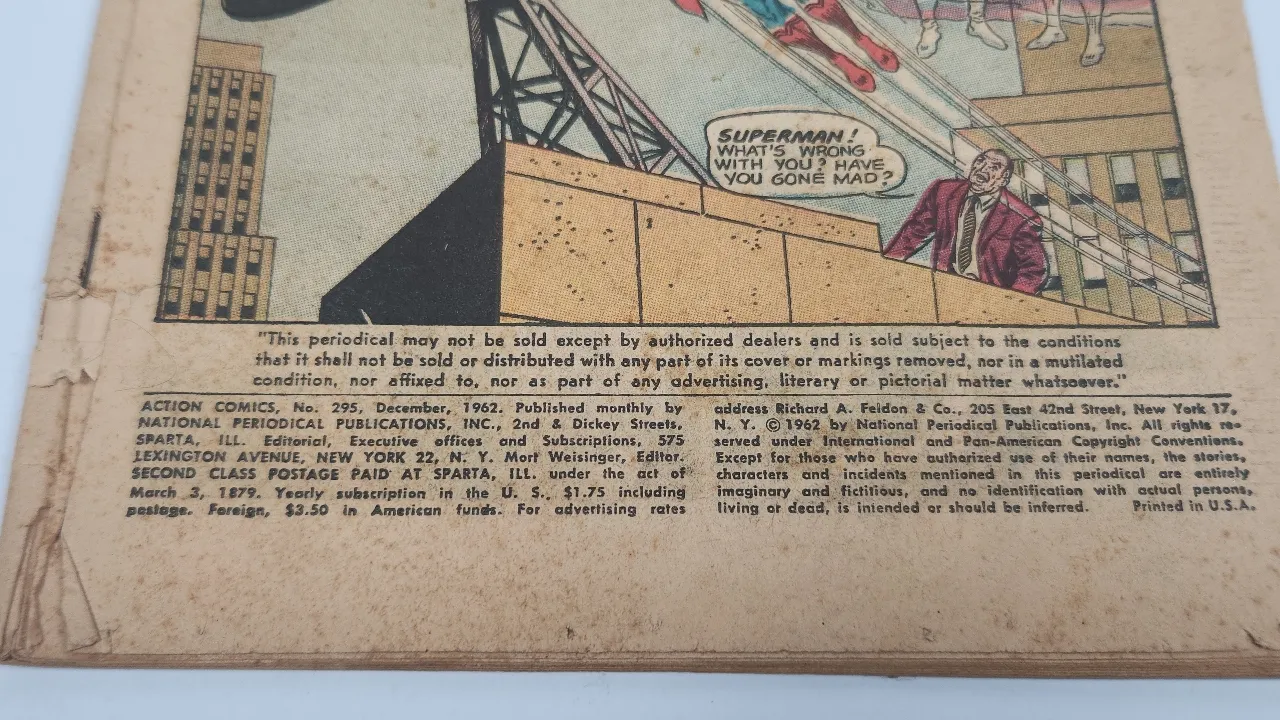 SUPERMAN!
WHAT'S WRONG
WITH YOU? HAVE
YOU GONE MAD?
"This periodical may not be sold except by authorized dealers and is sold subject to the conditions
that it shall not be sold or distributed with any part of its cover or markings removed, nor in a mutilated
condition, nor affixed to, nor as part of any advertising, literary or pictorial matter whatsoever."
ACTION COMICS, No. 295, December, 1962. Published monthly by
NATIONAL PERIODICAL PUBLICATIONS, INC., 2nd & Dickey Streets,
SPARTA, ILL. Editorial, Executive offices and Subscriptions, 575
LEXINGTON AVENUE, NEW YORK 22, N. Y. Mort Weisinger, Editor.
SECOND CLASS POSTAGE PAID AT SPARTA, ILL. under the act of
March 3, 1879. Yearly subscription in the U. S., $1.75 including
postage. Foreign, $3.50 in American funds. For advertising rates
address Richard A. Feldon & Co., 205 East 42nd Street, New York 17,
N. Y. © 1962 by National Periodical Publications, Inc. All rights re-
served under International and Pan-American Copyright Conventions.
Except for those who have authorized use of their names, the stories,
characters and incidents mentioned in this periodical are entirely
imaginary and fictitious, and no identification with actual persons,
living or dead, is intended or should be inferred. Printed in U.S.A.